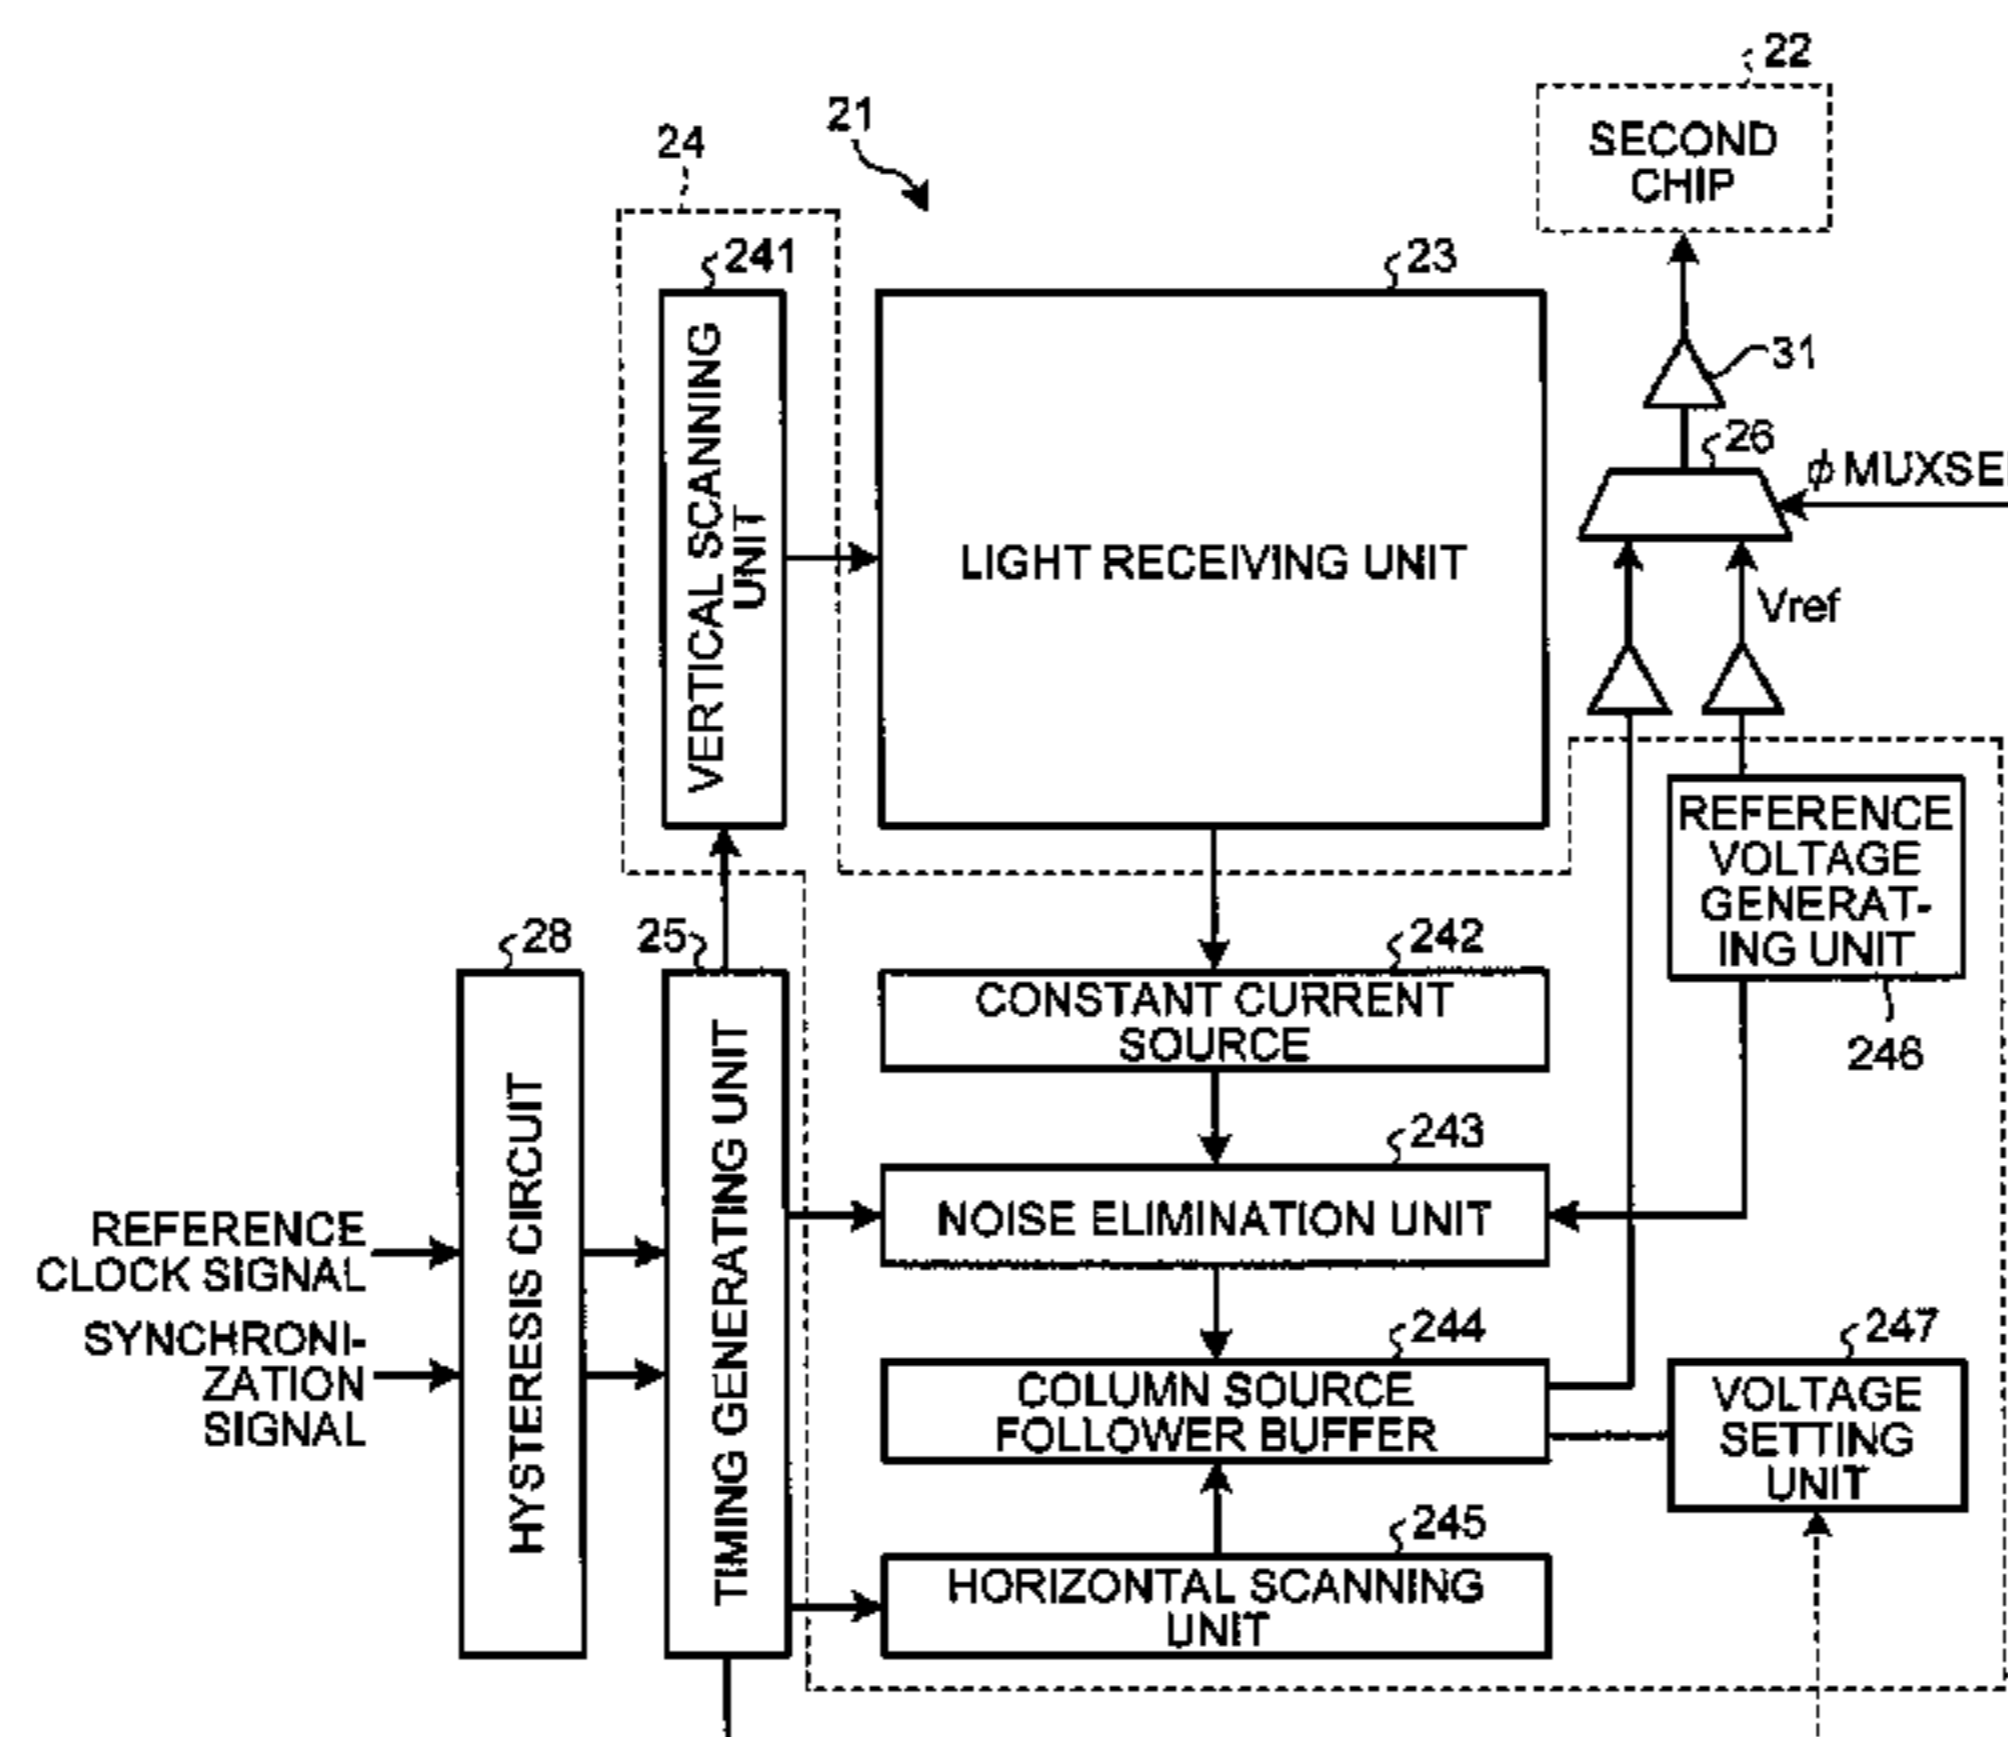 22
SECOND
CHIP
21
24
241
VERTICAL SCANNING
UNIT
23
LIGHT RECEIVING UNIT
31
26
ϕ MUXSEL
Vref
REFERENCE
VOLTAGE
GENERAT-
ING UNIT
246
28
HYSTERESIS CIRCUIT
25
TIMING GENERATING UNIT
242
CONSTANT CURRENT
SOURCE
243
NOISE ELIMINATION UNIT
REFERENCE
CLOCK SIGNAL
SYNCHRONI-
ZATION
SIGNAL
244
COLUMN SOURCE
FOLLOWER BUFFER
247
VOLTAGE
SETTING
UNIT
245
HORIZONTAL SCANNING
UNIT